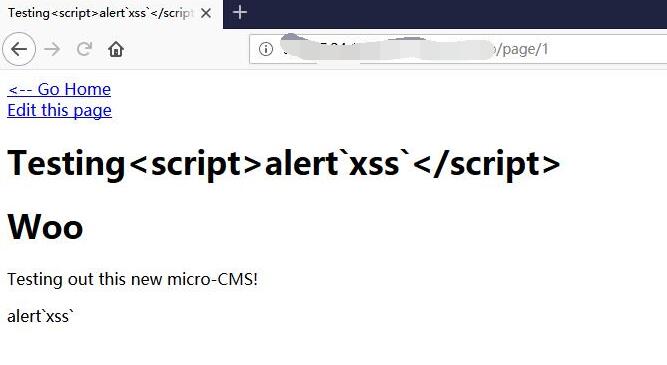 Testing<script>alert`xss`</script
/page/1
<-- Go Home
Edit this page
Testing<script>alert`xss`</script>
Woo
Testing out this new micro-CMS!
alert`xss`